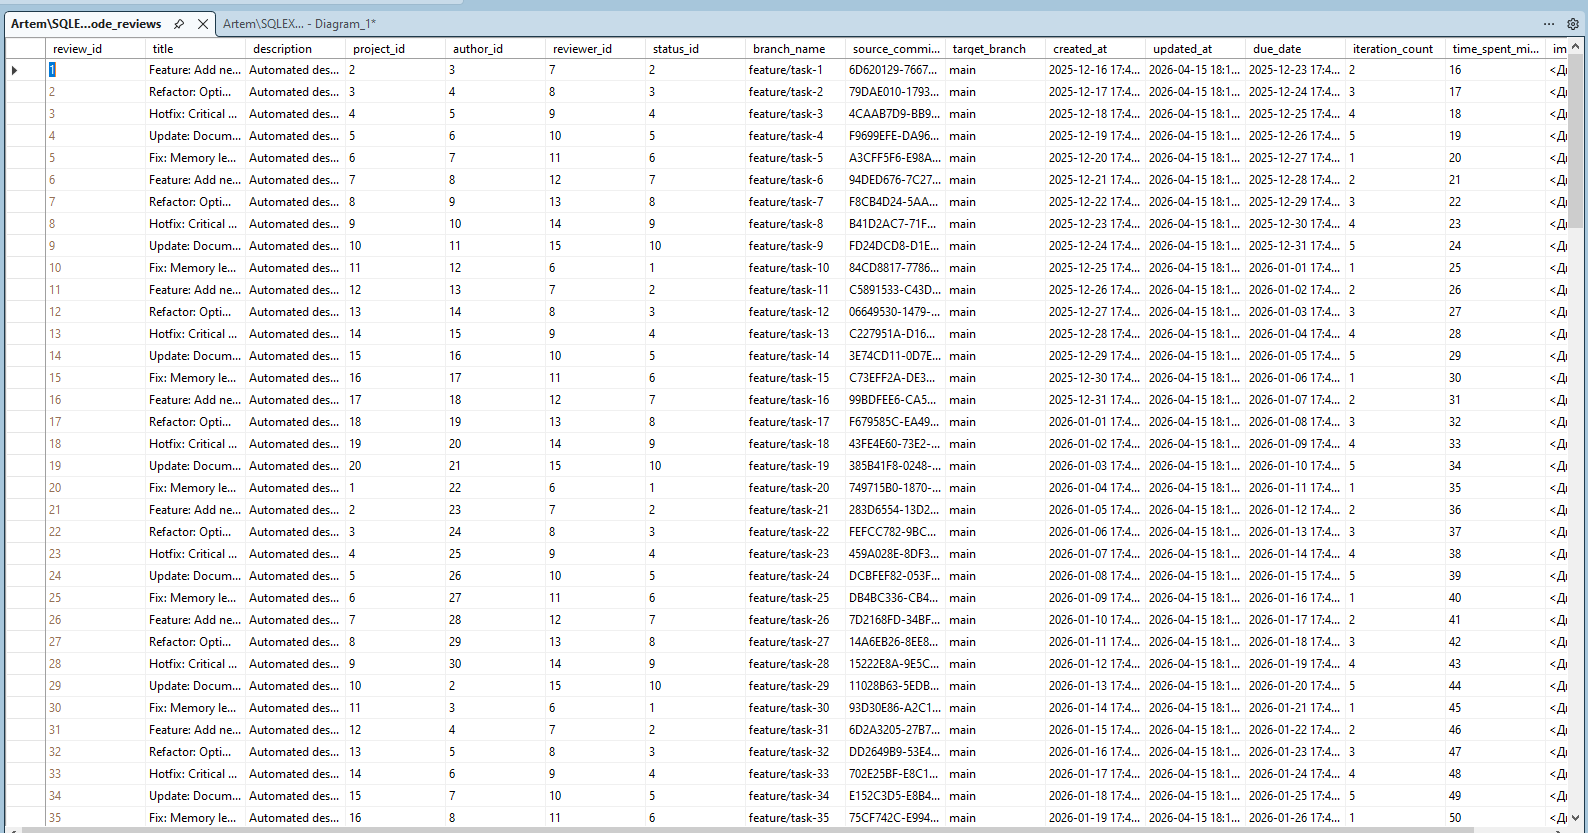 Artem\SQLE...ode_reviews Artem\SQLEX... - Diagram_1*
review_id title description project_id author_id reviewer_id status_id branch_name source_commi... target_branch created_at updated_at due_date iteration_count time_spent_mi... im
1 Feature: Add ne... Automated des... 2 3 7 2 feature/task-1 6D620129-7667... main 2025-12-16 17:4... 2026-04-15 18:1... 2025-12-23 17:4... 2 16 <Д
2 Refactor: Opti... Automated des... 3 4 8 3 feature/task-2 79DAE010-1793... main 2025-12-17 17:4... 2026-04-15 18:1... 2025-12-24 17:4... 3 17 <Д
3 Hotfix: Critical ... Automated des... 4 5 9 4 feature/task-3 4CAAB7D9-BB9... main 2025-12-18 17:4... 2026-04-15 18:1... 2025-12-25 17:4... 4 18 <Д
4 Update: Docum... Automated des... 5 6 10 5 feature/task-4 F9699EFE-DA96... main 2025-12-19 17:4... 2026-04-15 18:1... 2025-12-26 17:4... 5 19 <Д
5 Fix: Memory le... Automated des... 6 7 11 6 feature/task-5 A3CFF5F6-E98A... main 2025-12-20 17:4... 2026-04-15 18:1... 2025-12-27 17:4... 1 20 <Д
6 Feature: Add ne... Automated des... 7 8 12 7 feature/task-6 94DED676-7C27... main 2025-12-21 17:4... 2026-04-15 18:1... 2025-12-28 17:4... 2 21 <Д
7 Refactor: Opti... Automated des... 8 9 13 8 feature/task-7 F8CB4D24-5AA... main 2025-12-22 17:4... 2026-04-15 18:1... 2025-12-29 17:4... 3 22 <Д
8 Hotfix: Critical ... Automated des... 9 10 14 9 feature/task-8 B41D2AC7-71F... main 2025-12-23 17:4... 2026-04-15 18:1... 2025-12-30 17:4... 4 23 <Д
9 Update: Docum... Automated des... 10 11 15 10 feature/task-9 FD24DCD8-D1E... main 2025-12-24 17:4... 2026-04-15 18:1... 2025-12-31 17:4... 5 24 <Д
10 Fix: Memory le... Automated des... 11 12 6 1 feature/task-10 84CD8817-7786... main 2025-12-25 17:4... 2026-04-15 18:1... 2026-01-01 17:4... 1 25 <Д
11 Feature: Add ne... Automated des... 12 13 7 2 feature/task-11 C5891533-C43D... main 2025-12-26 17:4... 2026-04-15 18:1... 2026-01-02 17:4... 2 26 <Д
12 Refactor: Opti... Automated des... 13 14 8 3 feature/task-12 06649530-1479-... main 2025-12-27 17:4... 2026-04-15 18:1... 2026-01-03 17:4... 3 27 <Д
13 Hotfix: Critical ... Automated des... 14 15 9 4 feature/task-13 C227951A-D16... main 2025-12-28 17:4... 2026-04-15 18:1... 2026-01-04 17:4... 4 28 <Д
14 Update: Docum... Automated des... 15 16 10 5 feature/task-14 3E74CD11-0D7E... main 2025-12-29 17:4... 2026-04-15 18:1... 2026-01-05 17:4... 5 29 <Д
15 Fix: Memory le... Automated des... 16 17 11 6 feature/task-15 C73EFF2A-DE3... main 2025-12-30 17:4... 2026-04-15 18:1... 2026-01-06 17:4... 1 30 <Д
16 Feature: Add ne... Automated des... 17 18 12 7 feature/task-16 99BDFEE6-CA5... main 2025-12-31 17:4... 2026-04-15 18:1... 2026-01-07 17:4... 2 31 <Д
17 Refactor: Opti... Automated des... 18 19 13 8 feature/task-17 F679585C-EA49... main 2026-01-01 17:4... 2026-04-15 18:1... 2026-01-08 17:4... 3 32 <Д
18 Hotfix: Critical ... Automated des... 19 20 14 9 feature/task-18 43FE4E60-73E2-... main 2026-01-02 17:4... 2026-04-15 18:1... 2026-01-09 17:4... 4 33 <Д
19 Update: Docum... Automated des... 20 21 15 10 feature/task-19 385B41F8-0248-... main 2026-01-03 17:4... 2026-04-15 18:1... 2026-01-10 17:4... 5 34 <Д
20 Fix: Memory le... Automated des... 1 22 6 1 feature/task-20 749715B0-1870-... main 2026-01-04 17:4... 2026-04-15 18:1... 2026-01-11 17:4... 1 35 <Д
21 Feature: Add ne... Automated des... 2 23 7 2 feature/task-21 283D6554-13D2... main 2026-01-05 17:4... 2026-04-15 18:1... 2026-01-12 17:4... 2 36 <Д
22 Refactor: Opti... Automated des... 3 24 8 3 feature/task-22 FEFCC782-9BC... main 2026-01-06 17:4... 2026-04-15 18:1... 2026-01-13 17:4... 3 37 <Д
23 Hotfix: Critical ... Automated des... 4 25 9 4 feature/task-23 459A028E-8DF3... main 2026-01-07 17:4... 2026-04-15 18:1... 2026-01-14 17:4... 4 38 <Д
24 Update: Docum... Automated des... 5 26 10 5 feature/task-24 DCBFEF82-053F... main 2026-01-08 17:4... 2026-04-15 18:1... 2026-01-15 17:4... 5 39 <Д
25 Fix: Memory le... Automated des... 6 27 11 6 feature/task-25 DB4BC336-CB4... main 2026-01-09 17:4... 2026-04-15 18:1... 2026-01-16 17:4... 1 40 <Д
26 Feature: Add ne... Automated des... 7 28 12 7 feature/task-26 7D2168FD-34BF... main 2026-01-10 17:4... 2026-04-15 18:1... 2026-01-17 17:4... 2 41 <Д
27 Refactor: Opti... Automated des... 8 29 13 8 feature/task-27 14A6EB26-8EE8... main 2026-01-11 17:4... 2026-04-15 18:1... 2026-01-18 17:4... 3 42 <Д
28 Hotfix: Critical ... Automated des... 9 30 14 9 feature/task-28 15222E8A-9E5C... main 2026-01-12 17:4... 2026-04-15 18:1... 2026-01-19 17:4... 4 43 <Д
29 Update: Docum... Automated des... 10 2 15 10 feature/task-29 11028B63-5EDB... main 2026-01-13 17:4... 2026-04-15 18:1... 2026-01-20 17:4... 5 44 <Д
30 Fix: Memory le... Automated des... 11 3 6 1 feature/task-30 93D30E86-A2C1... main 2026-01-14 17:4... 2026-04-15 18:1... 2026-01-21 17:4... 1 45 <Д
31 Feature: Add ne... Automated des... 12 4 7 2 feature/task-31 6D2A3205-27B7... main 2026-01-15 17:4... 2026-04-15 18:1... 2026-01-22 17:4... 2 46 <Д
32 Refactor: Opti... Automated des... 13 5 8 3 feature/task-32 DD2649B9-53E4... main 2026-01-16 17:4... 2026-04-15 18:1... 2026-01-23 17:4... 3 47 <Д
33 Hotfix: Critical ... Automated des... 14 6 9 4 feature/task-33 702E25BF-E8C1... main 2026-01-17 17:4... 2026-04-15 18:1... 2026-01-24 17:4... 4 48 <Д
34 Update: Docum... Automated des... 15 7 10 5 feature/task-34 E152C3D5-E8B4... main 2026-01-18 17:4... 2026-04-15 18:1... 2026-01-25 17:4... 5 49 <Д
35 Fix: Memory le... Automated des... 16 8 11 6 feature/task-35 75CF742C-E994... main 2026-01-19 17:4... 2026-04-15 18:1... 2026-01-26 17:4... 1 50 <Д